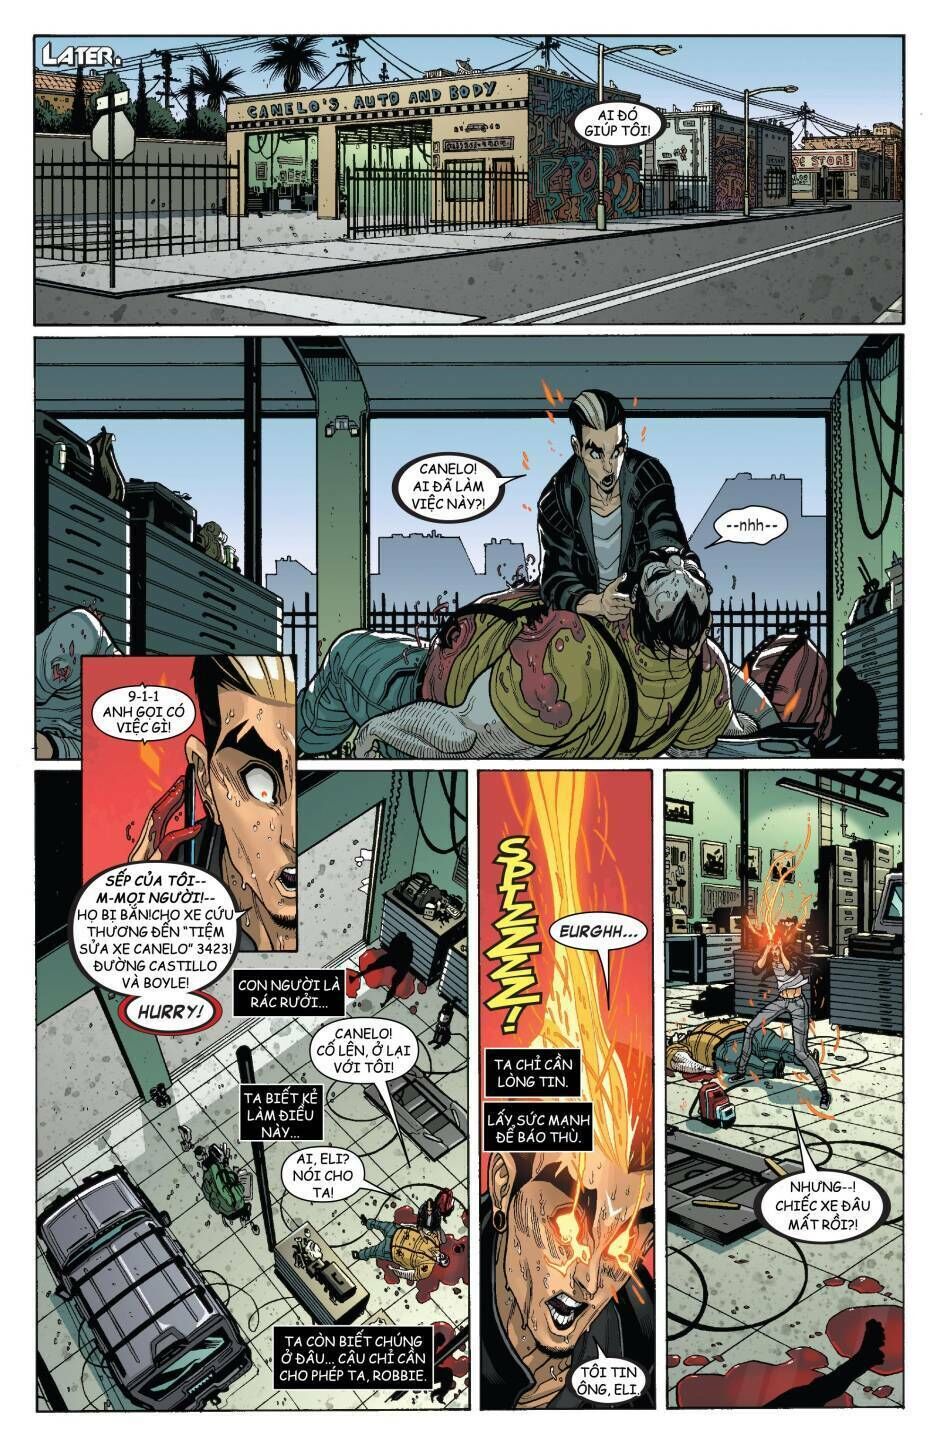 LATER.
CANELO'S AUTO AND BODY
AI ĐÓ
GIÚP TÔI!
STORE
CANELO!
AI ĐÃ LÀM
VIỆC NÀY?!
--nhh--
9-1-1
ANH GỌI CÓ
VIỆC GÌ!
SẾP CỦA TÔI--
M-MỌI NGƯỜI!--
HỌ BỊ BẮN!CHO XE CỨU
THƯƠNG ĐẾN "TIỆM
SỬA XE CANELO" 3423!
ĐƯỜNG CASTILLO
VÀ BOYLE!
HURRY!
CON NGƯỜI LÀ
RÁC RƯỞI...
CANELO!
CỐ LÊN, Ở LẠI
VỚI TÔI!
TA BIẾT KẺ
LÀM ĐIỀU
NÀY...
AI, ELI?
NÓI CHO
TA!
TA CÒN BIẾT CHÚNG
Ở ĐÂU... CẬU CHỈ CẦN
CHO PHÉP TA, ROBBIE.
SPTZZZZ!
EURGHH...
TA CHỈ CẦN
LÒNG TIN.
LẤY SỨC MẠNH
ĐỂ BÁO THÙ.
TÔI TIN
ÔNG, ELI.
NHƯNG--!
CHIẾC XE ĐÂU
MẤT RỒI?!